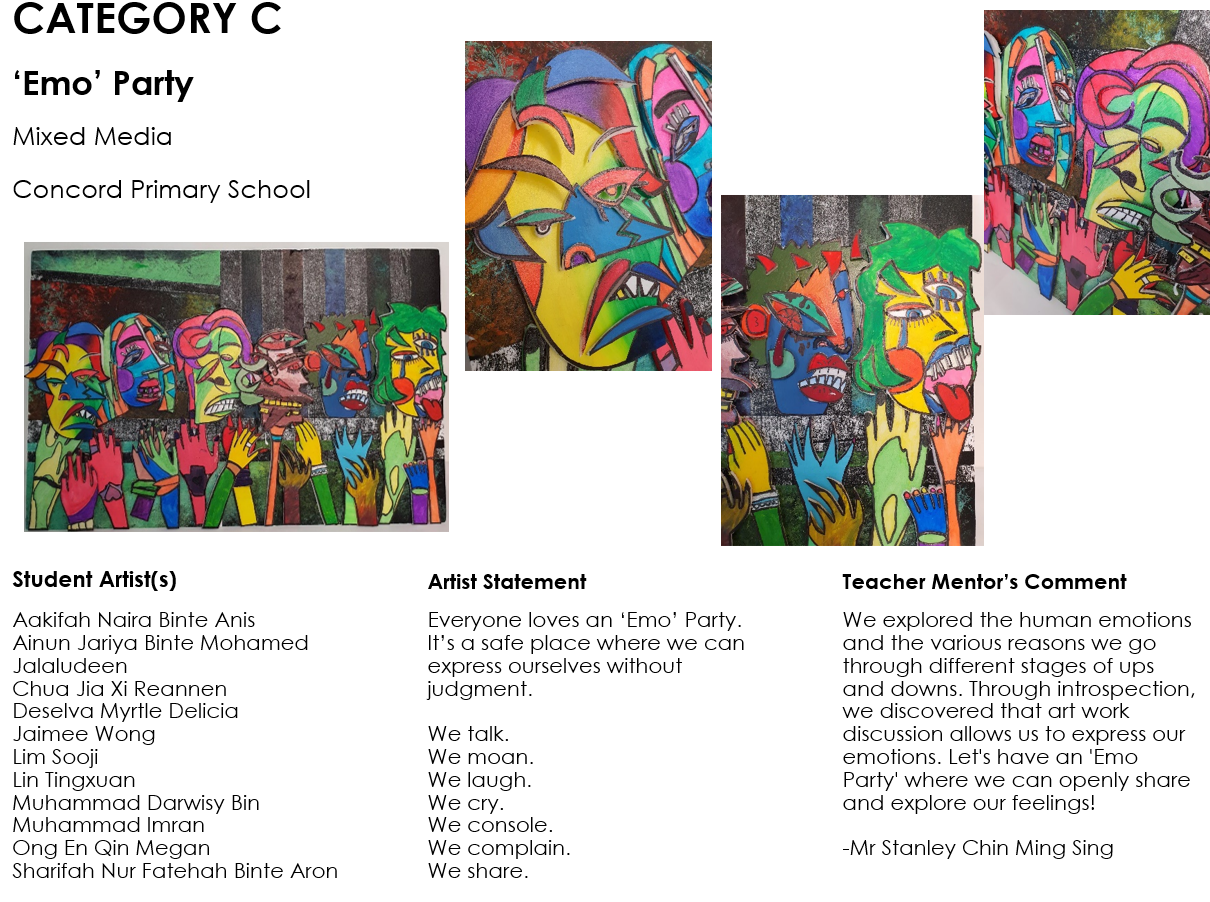 CATEGORY C
‘Emo’ Party
Mixed Media
Concord Primary School
Student Artist(s)
Aakifah Naira Binte Anis
Ainun Jariya Binte Mohamed
Jalaludeen
Chua Jia Xi Reannen
Deselva Myrtle Delicia
Jaimee Wong
Lim Sooji
Lin Tingxuan
Muhammad Darwisy Bin
Muhammad Imran
Ong En Qin Megan
Sharifah Nur Fatehah Binte Aron
Artist Statement
Everyone loves an ‘Emo’ Party.
It’s a safe place where we can
express ourselves without
judgment.
We talk.
We moan.
We laugh.
We cry.
We console.
We complain.
We share.
Teacher Mentor’s Comment
We explored the human emotions
and the various reasons we go
through different stages of ups
and downs. Through introspection,
we discovered that art work
discussion allows us to express our
emotions. Let's have an 'Emo
Party' where we can openly share
and explore our feelings!
-Mr Stanley Chin Ming Sing